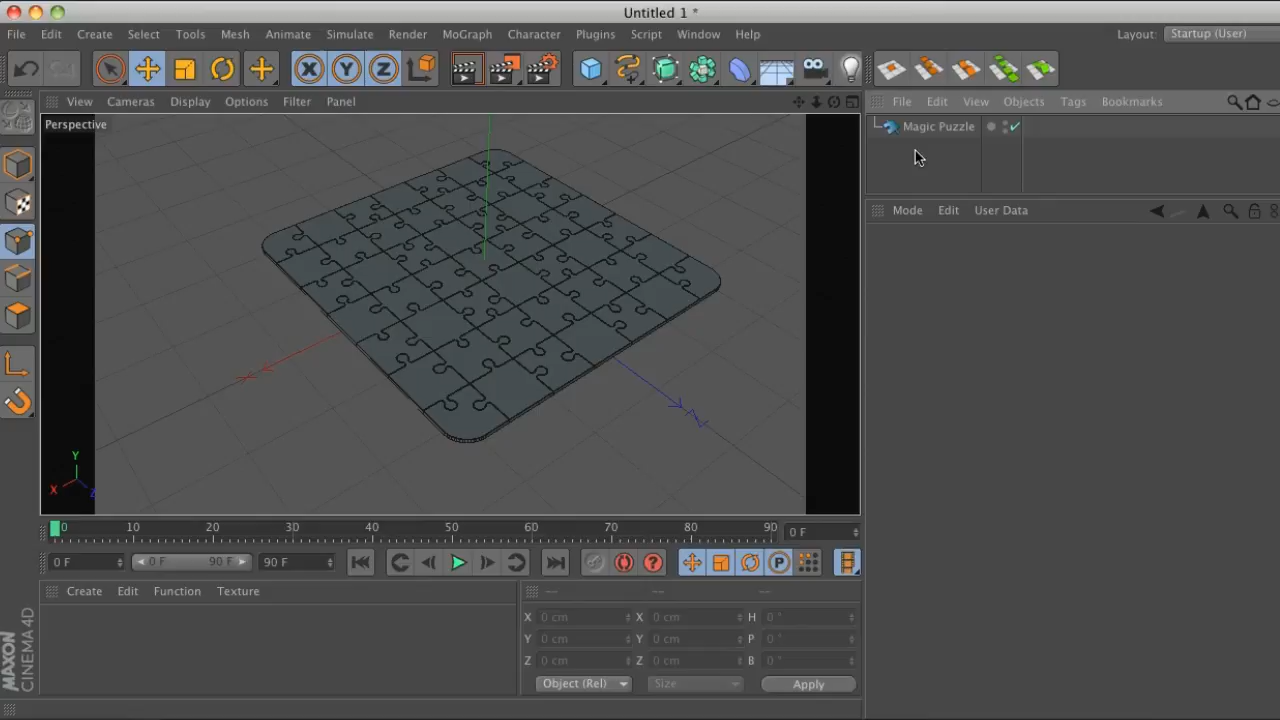 Untitled 1 *
File Edit Create Select Tools Mesh Snapshot Animate Simulate Render MoGraph Character Plugins Script Window Help
Layout: Startup (User)
View Cameras Display Options Filter Panel
File Edit View Objects Tags Bookmarks
Perspective
Magic Puzzle
Mode Edit User Data
Y
X
Z
0 10 20 30 40 50 60 70 80 90
0 F
0 F 0 F 90 F 90 F
Create Edit Function Texture
-- -- --
X 0 cm X 0 cm H 0 °
Y 0 cm Y 0 cm P 0 °
Z 0 cm Z 0 cm B 0 °
Object (Rel) Size Apply
MAXON
CINEMA 4D